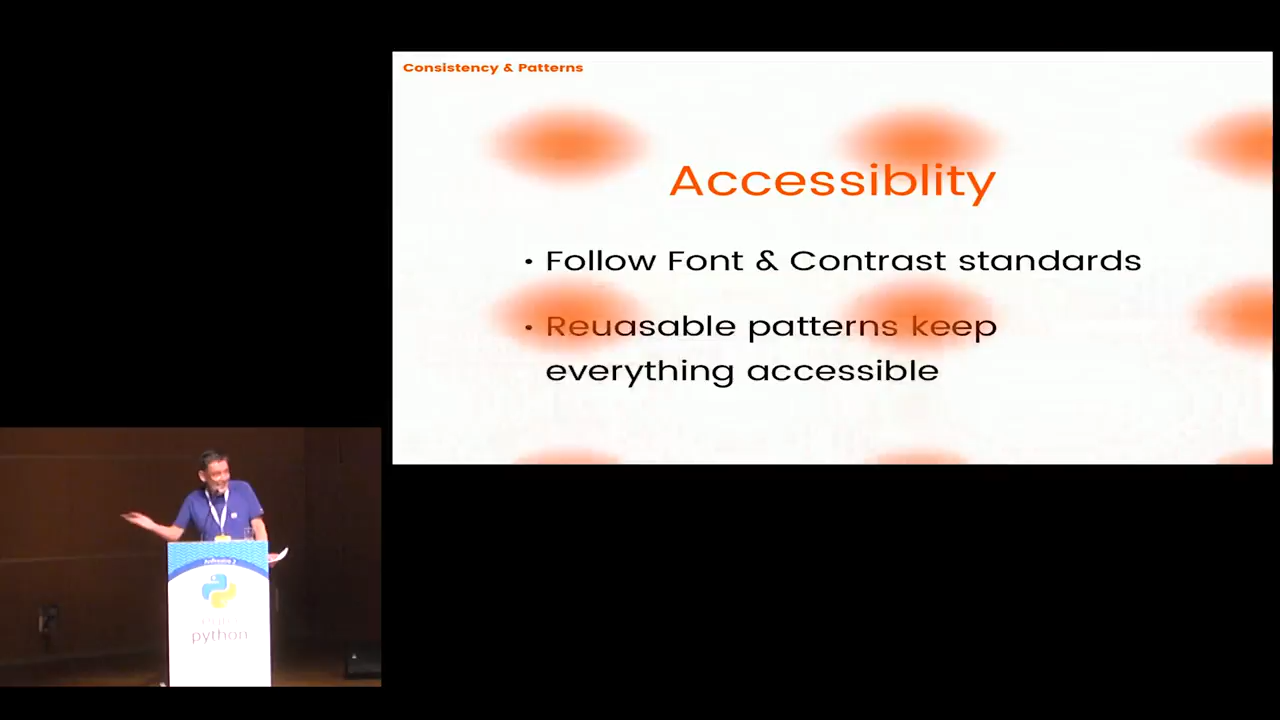 Consistency & Patterns
Accessiblity
• Follow Font & Contrast standards
• Reuasable patterns keep
everything accessible
python